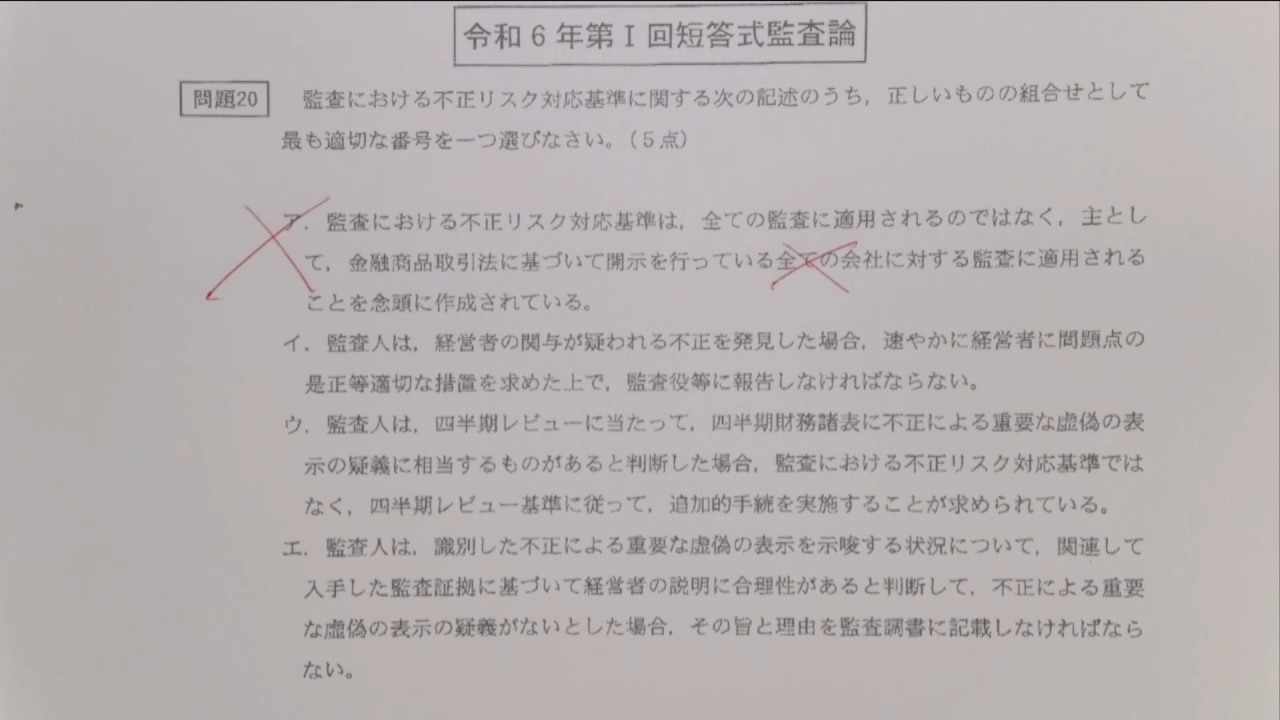 令和6年第Ⅰ回短答式監査論
問題20 監査における不正リスク対応基準に関する次の記述のうち，正しいものの組合せとして
最も適切な番号を一つ選びなさい。（5点）
ア．監査における不正リスク対応基準は，全ての監査に適用されるのではなく，主とし
て，金融商品取引法に基づいて開示を行っている全ての会社に対する監査に適用される
ことを念頭に作成されている。
イ．監査人は，経営者の関与が疑われる不正を発見した場合，速やかに経営者に問題点の
是正等適切な措置を求めた上で，監査役等に報告しなければならない。
ウ．監査人は，四半期レビューに当たって，四半期財務諸表に不正による重要な虚偽の表
示の疑義に相当するものがあると判断した場合，監査における不正リスク対応基準では
なく，四半期レビュー基準に従って，追加的手続を実施することが求められている。
エ．監査人は，識別した不正による重要な虚偽の表示を示唆する状況について，関連して
入手した監査証拠に基づいて経営者の説明に合理性があると判断して，不正による重要
な虚偽の表示の疑義がないとした場合，その旨と理由を監査調書に記載しなければなら
ない。